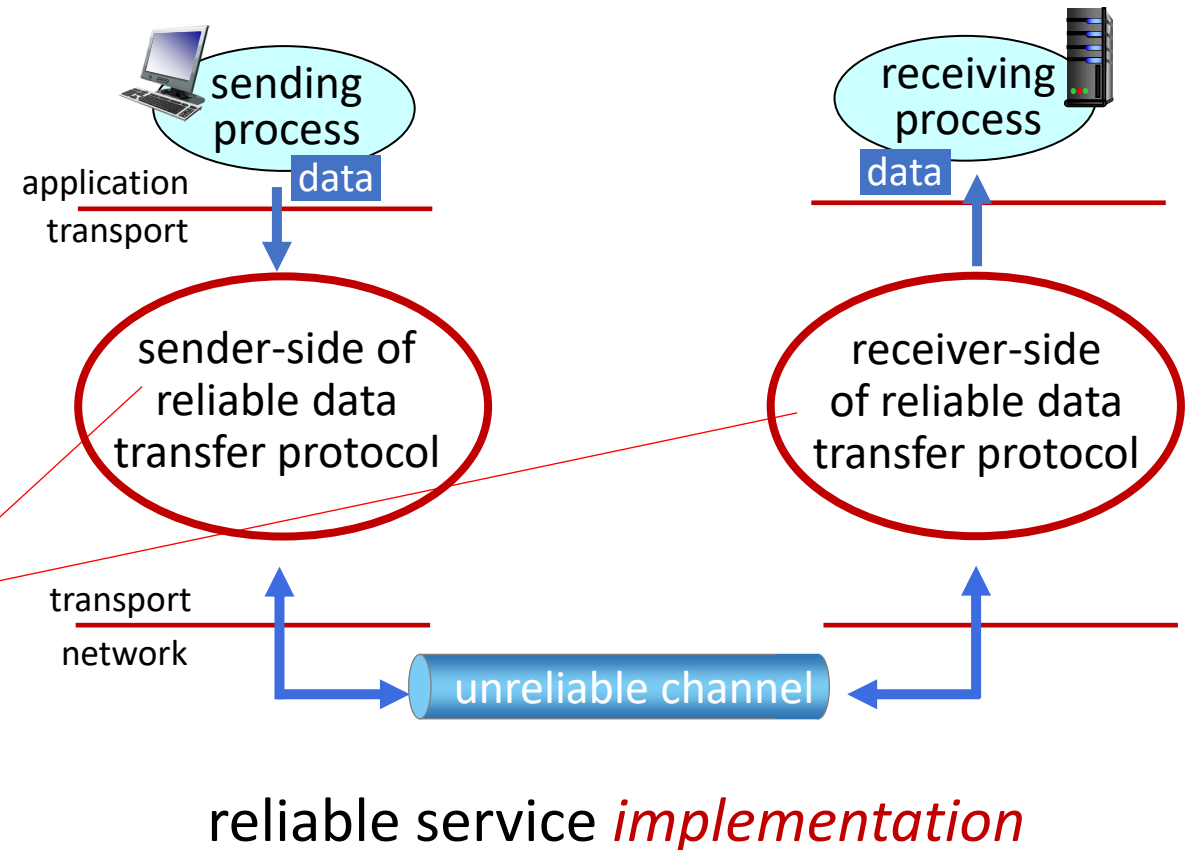 sending
process
data
application
transport
receiving
process
data
sender-side of
reliable data
transfer protocol
receiver-side
of reliable data
transfer protocol
transport
network
unreliable channel
reliable service implementation